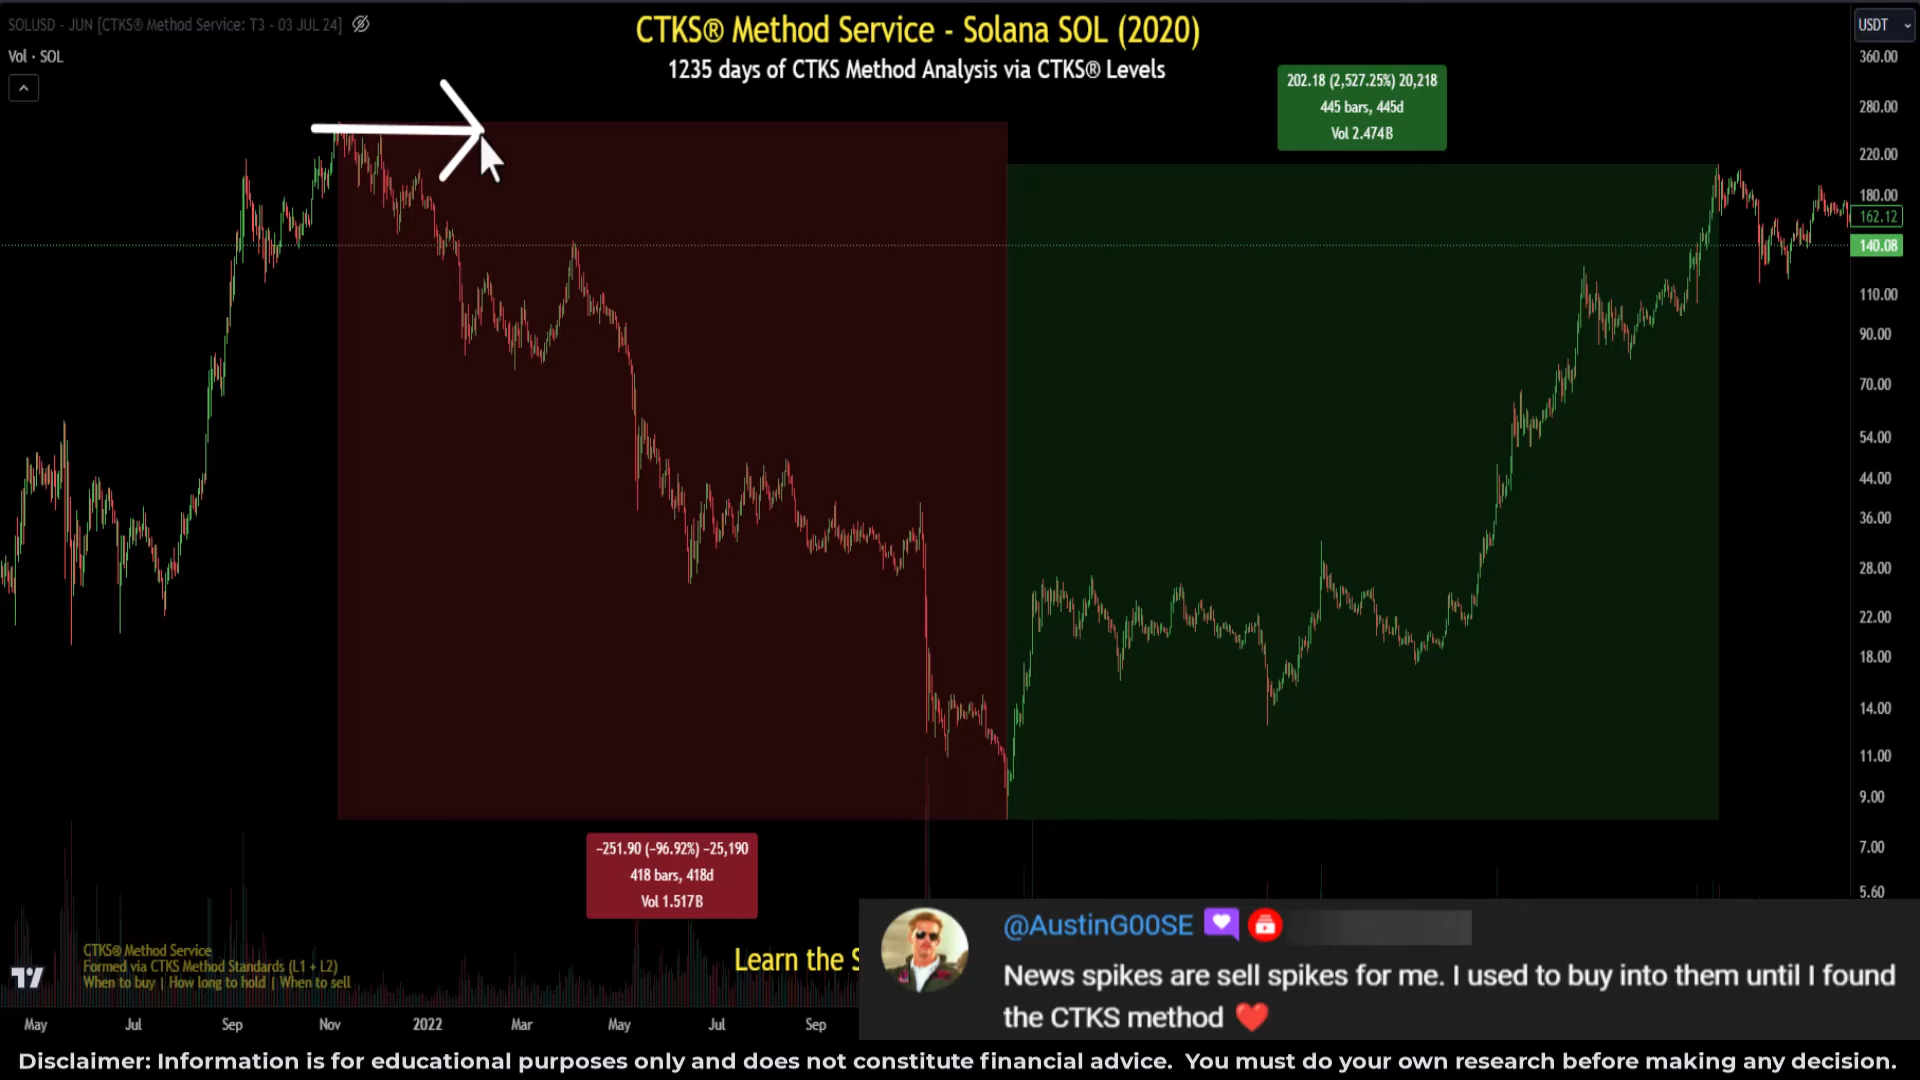 SOLUSD - JUN [CTKS® Method Service: T3 - 03 JUL 24]
Vol · SOL
CTKS® Method Service - Solana SOL (2020)
1235 days of CTKS Method Analysis via CTKS® Levels
USDT
202.18 (2,527.25%) 20,218
445 bars, 445d
Vol 2.474B
360.00
280.00
220.00
180.00
162.12
140.08
110.00
90.00
70.00
54.00
44.00
36.00
28.00
22.00
18.00
14.00
11.00
9.00
7.00
5.60
−251.90 (−96.92%) −25,190
418 bars, 418d
Vol 1.517B
CTKS® Method Service
Formed via CTKS Method Standards (L1 + L2)
When to buy | How long to hold | When to sell
Learn the S
@AustinG00SE
News spikes are sell spikes for me. I used to buy into them until I found
the CTKS method ❤️
May Jul Sep Nov 2022 Mar May Jul Sep
Disclaimer: Information is for educational purposes only and does not constitute financial advice. You must do your own research before making any decision.